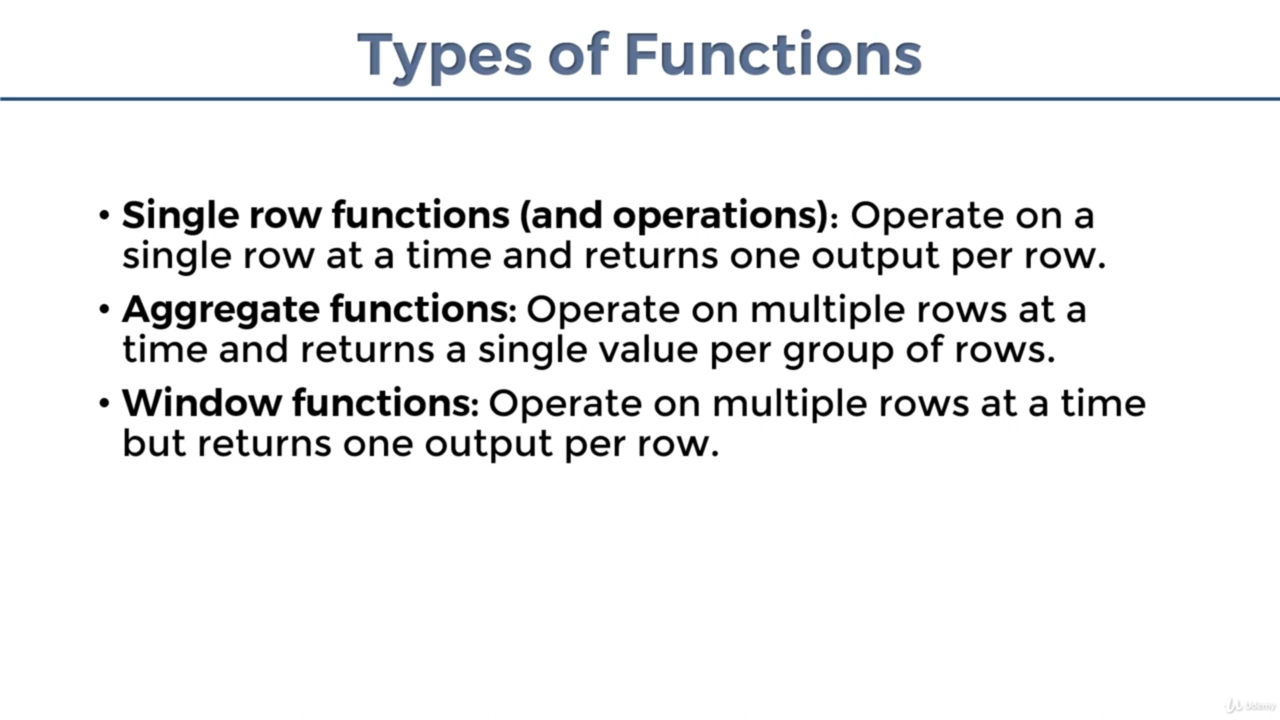 Types of Functions
• Single row functions (and operations): Operate on a
single row at a time and returns one output per row.
• Aggregate functions: Operate on multiple rows at a
time and returns a single value per group of rows.
• Window functions: Operate on multiple rows at a time
but returns one output per row.
Udemy